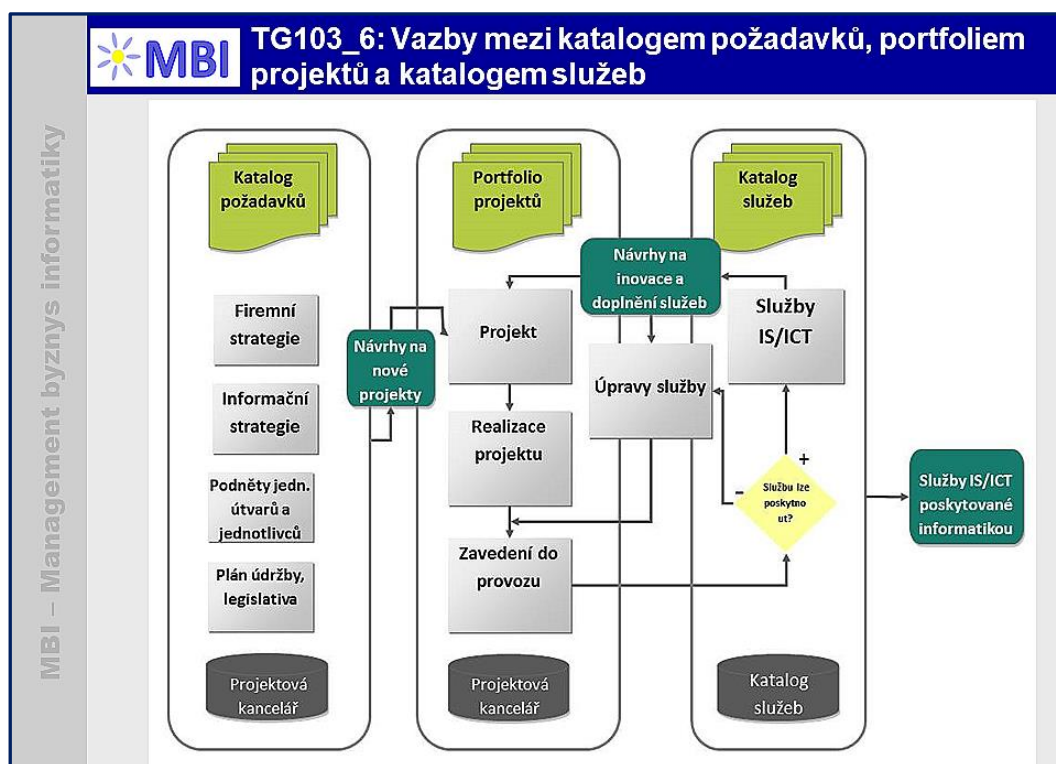 MBI
TG103_6: Vazby mezi katalogem požadavků, portfoliem
projektů a katalogem služeb
MBI – Management byznys informatiky
Katalog
požadavků
Portfolio
projektů
Katalog
služeb
Firemní
strategie
Informační
strategie
Podněty jedn.
útvarů a
jednotlivců
Plán údržby,
legislativa
Projektová
kancelář
Návrhy na
nové
projekty
Projekt
Realizace
projektu
Zavedení do
provozu
Projektová
kancelář
Návrhy na
inovace a
doplnění služeb
Úpravy služby
Služby
IS/ICT
+
-
Službu lze
poskytno
ut?
Katalog
služeb
Služby IS/ICT
poskytované
informatikou